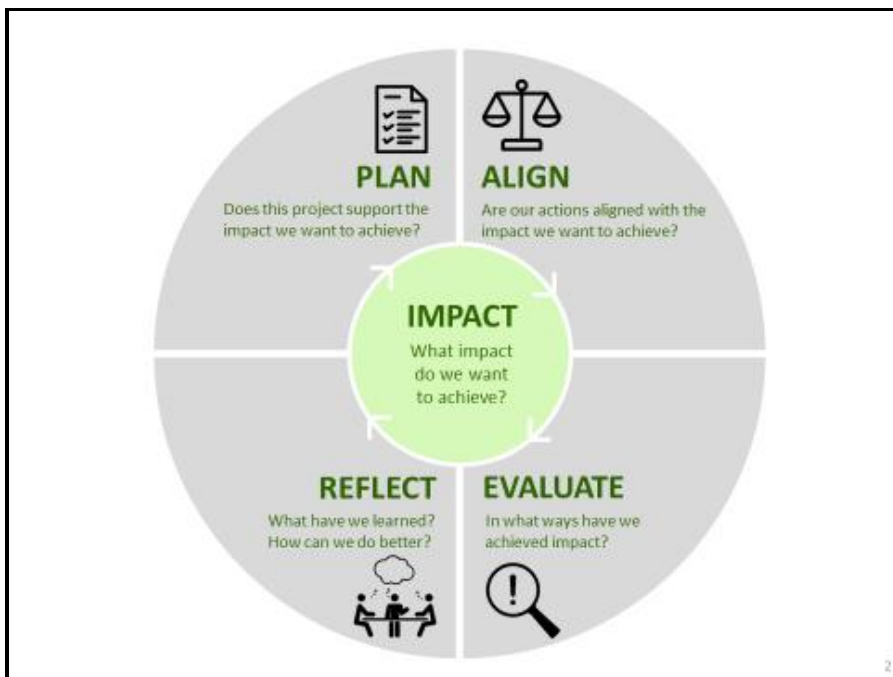 PLAN
Does this project support the
impact we want to achieve?
ALIGN
Are our actions aligned with the
impact we want to achieve?
IMPACT
What impact
do we want
to achieve?
REFLECT
What have we learned?
How can we do better?
EVALUATE
In what ways have we
achieved impact?
2